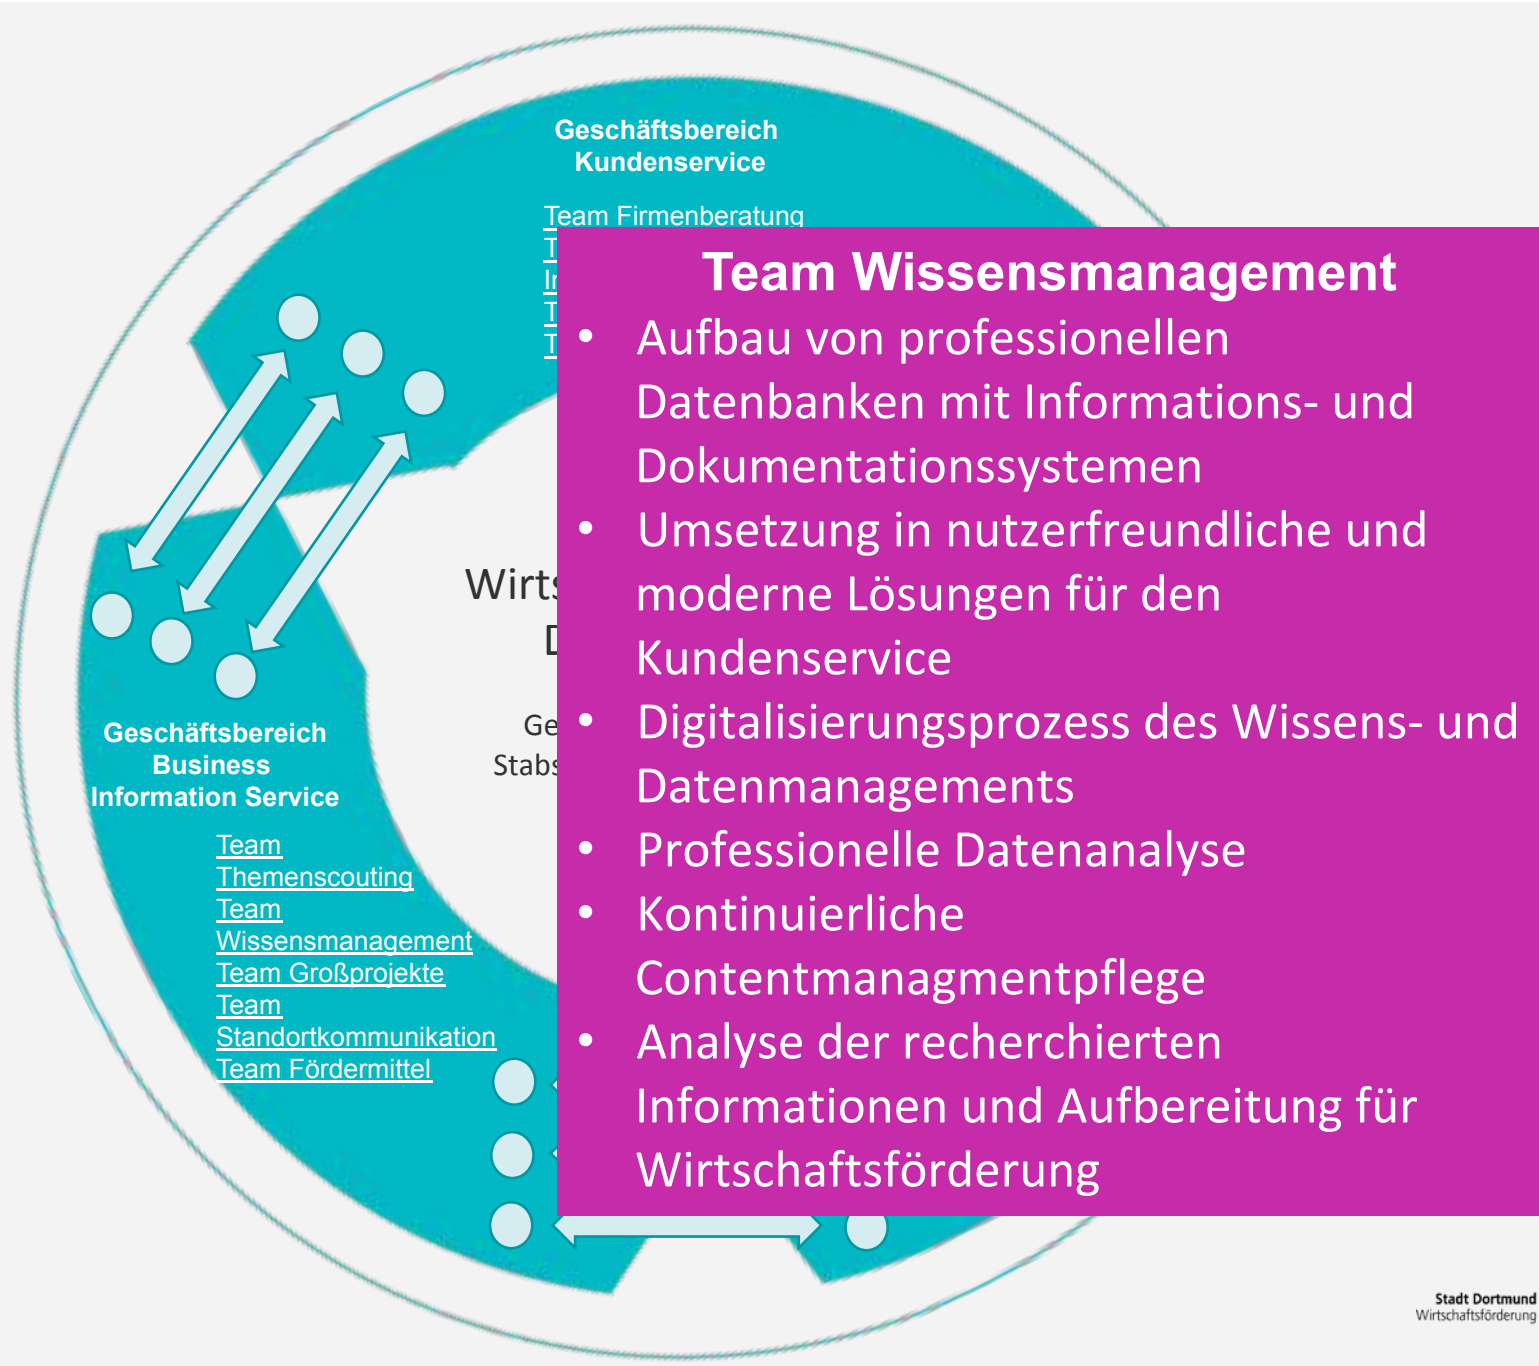 Geschäftsbereich
Kundenservice
Team Firmenberatung
Team Wissensmanagement
• Aufbau von professionellen
Datenbanken mit Informations- und
Dokumentationssystemen
• Umsetzung in nutzerfreundliche und
moderne Lösungen für den
Kundenservice
• Digitalisierungsprozess des Wissens- und
Datenmanagements
• Professionelle Datenanalyse
• Kontinuierliche
Contentmanagmentpflege
• Analyse der recherchierten
Informationen und Aufbereitung für
Wirtschaftsförderung
Geschäftsbereich
Business
Information Service
Team
Themenscouting
Team
Wissensmanagement
Team Großprojekte
Team
Standortkommunikation
Team Fördermittel
Stadt Dortmund
Wirtschaftsförderung